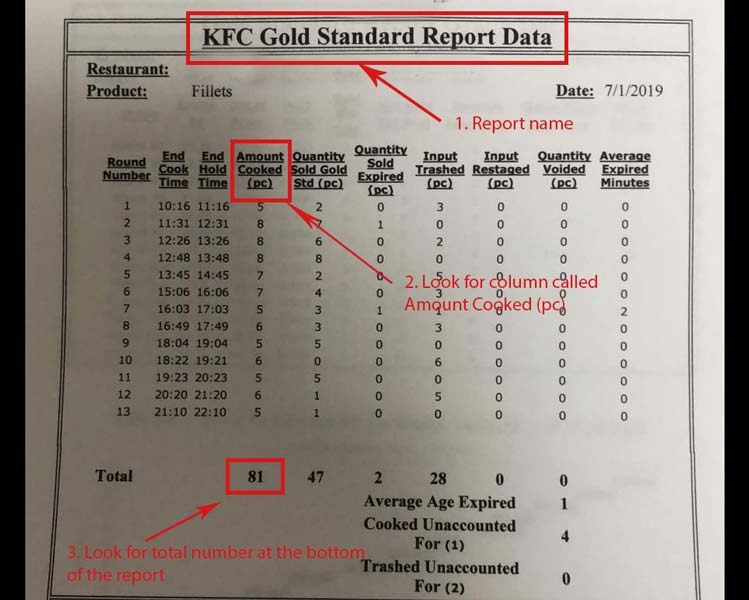 KFC Gold Standard Report Data
Restaurant:
Product: Fillets Date: 7/1/2019
1. Report name
Round Number End Cook Time End Hold Time Amount Cooked (pc) Quantity Sold Gold Std (pc) Quantity Sold Expired (pc) Input Trashed (pc) Input Restaged (pc) Quantity Voided (pc) Average Expired Minutes
1 10:16 11:16 5 2 0 3 0 0 0
2 11:31 12:31 8 7 1 0 0 0 0
3 12:26 13:26 8 6 0 2 0 0 0
4 12:48 13:48 8 8 0 0 0 0 0
5 13:45 14:45 7 2 0 5 0 0 0
2. Look for column called
Amount Cooked (pc)
6 15:06 16:06 7 4 0 3 0 0 0
7 16:03 17:03 5 3 1 1 0 0 2
8 16:49 17:49 6 3 0 3 0 0 0
9 18:04 19:04 5 5 0 0 0 0 0
10 18:22 19:21 6 0 0 6 0 0 0
11 19:23 20:23 5 5 0 0 0 0 0
12 20:20 21:20 6 1 0 5 0 0 0
13 21:10 22:10 5 1 0 0 0 0 0
Total 81 47 2 28 0 0
Average Age Expired 1
Cooked Unaccounted
For (1) 4
3. Look for total number at the bottom
of the report
Trashed Unaccounted
For (2) 0